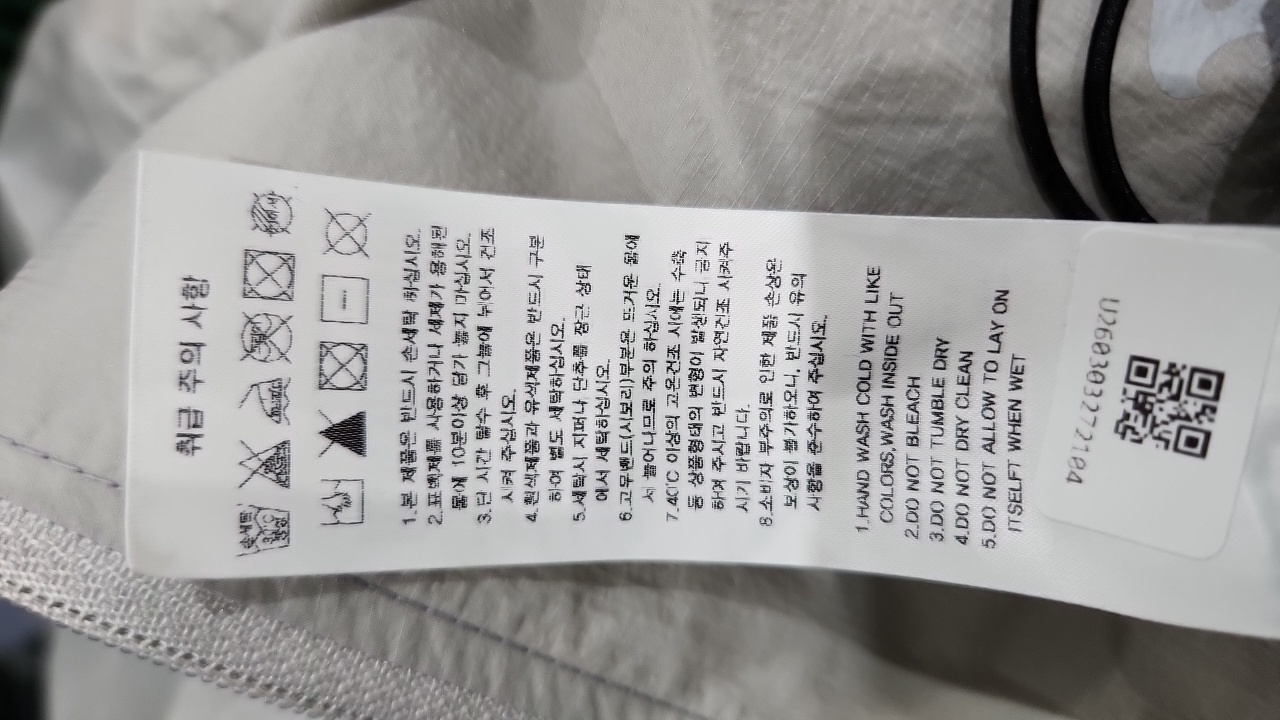 취급 주의 사항
손세탁
1.본 제품은 반드시 손세탁 하십시오.
2.표백제를 사용하거나 세제가 용해된
물에 10분이상 담가 놓지 마십시오.
3.단 시간 탈수 후 그늘에 뉘어서 건조
시켜 주십시오.
4.흰색제품과 유색제품은 반드시 구분
하여 별도 세탁하십시오.
5.세탁시 지퍼나, 단추를 잠근 상태
에서 세탁하십시오.
6.고무밴드(시보리)부분은 뜨거운 물에
세 늘어나므로 주의 하십시오.
7.40℃ 이상의 고온건조 시에는 수축
등 상품형태의 변형이 발생되니 금지
하여 주시고 반드시 자연건조 시켜주
시기 바랍니다.
8.소비자 부주의로 인한 제품 손상은
보상이 불가하오니, 반드시 유의
사항을 준수하여 주십시오.
1.HAND WASH COLD WITH LIKE
COLORS,WASH INSIDE OUT
2.DO NOT BLEACH
3.DO NOT TUMBLE DRY
4.DO NOT DRY CLEAN
5.DO NOT ALLOW TO LAY ON
ITSELFT WHEN WET
U260303272104